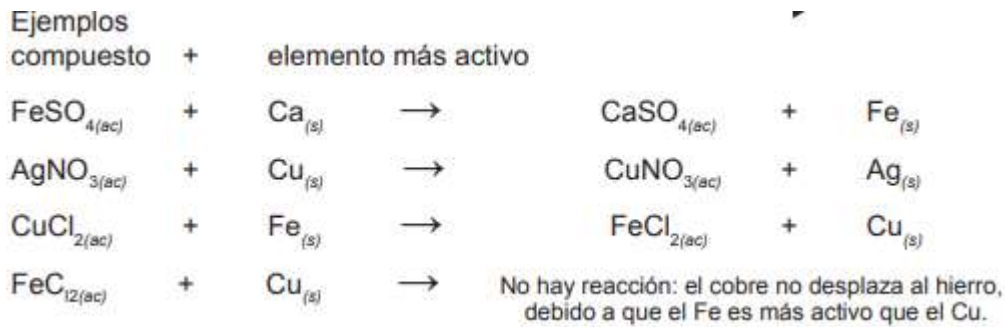 Ejemplos
compuesto + elemento más activo
FeSO₄₍ac₎ + Ca₍s₎ → CaSO₄₍ac₎ + Fe₍s₎
AgNO₃₍ac₎ + Cu₍s₎ → CuNO₃₍ac₎ + Ag₍s₎
CuCl₂₍ac₎ + Fe₍s₎ → FeCl₂₍ac₎ + Cu₍s₎
FeC₍l2(ac)₎ + Cu₍s₎ → No hay reacción: el cobre no desplaza al hierro,
debido a que el Fe es más activo que el Cu.